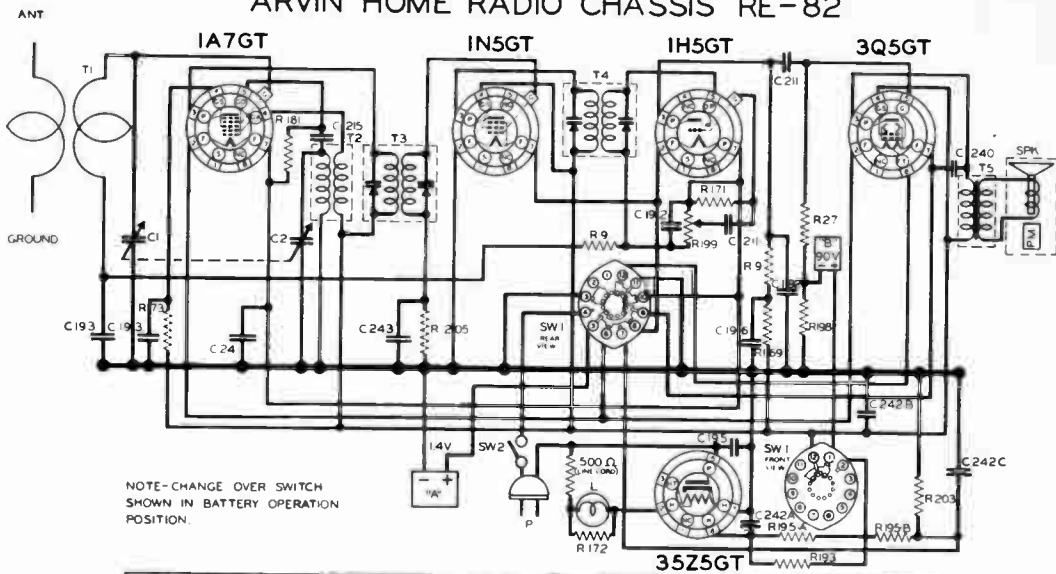 ARVIN HOME RADIO CHASSIS RE-82
ANT
1A7GT
1N5GT
1H5GT
3Q5GT
T1
T4
C211
R181
C215
T2
T3
C240
SPK
T5
PM
R171
C192
R199
C211
R27
B
90V
GROUND
C1
C2
R9
R9
R73
C193
C193
C24
C243
R205
SW1
REAR
VIEW
C196
R169
R198
C242B
1.4V
"A"
SW2
P
500Ω
(LINE CORD)
L
R172
C195
C242A
SW1
FRONT
VIEW
C242C
R203
R195A
R195B
R193
35Z5GT
NOTE-CHANGE OVER SWITCH
SHOWN IN BATTERY OPERATION
POSITION.